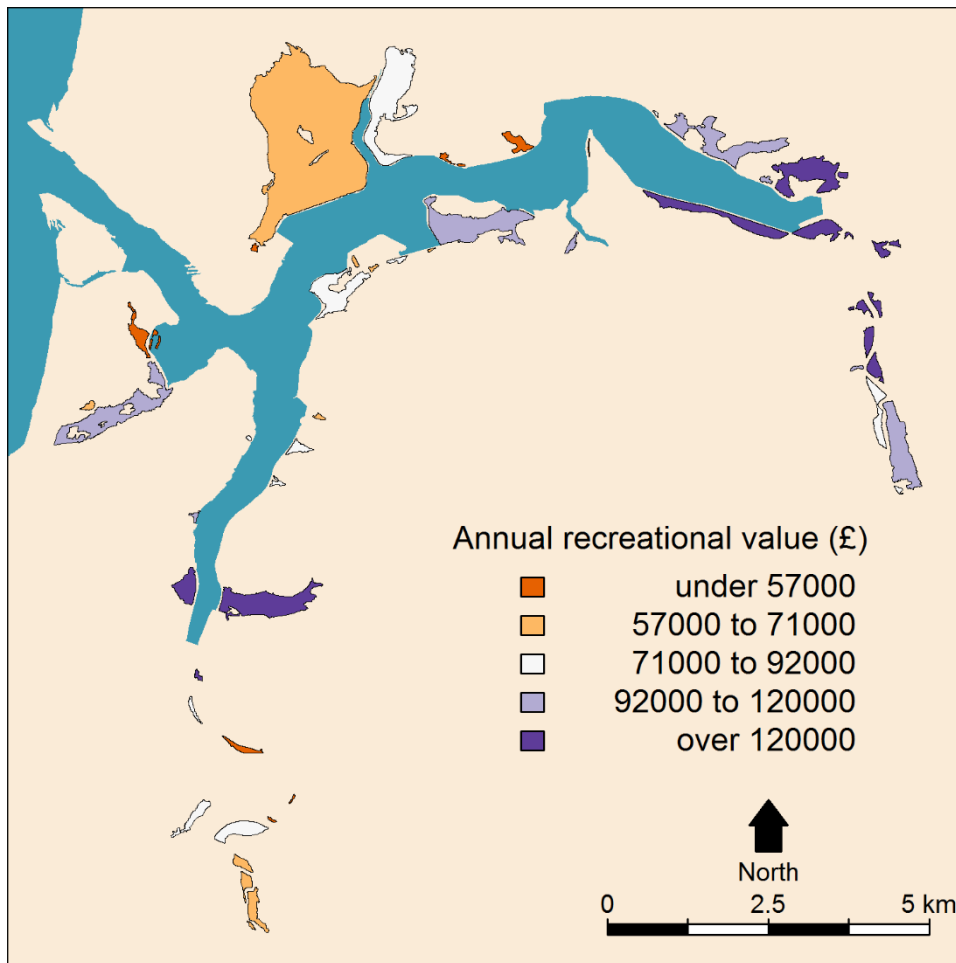 Annual recreational value (£)
under 57000
57000 to 71000
71000 to 92000
92000 to 120000
over 120000
North
0 2.5 5 km